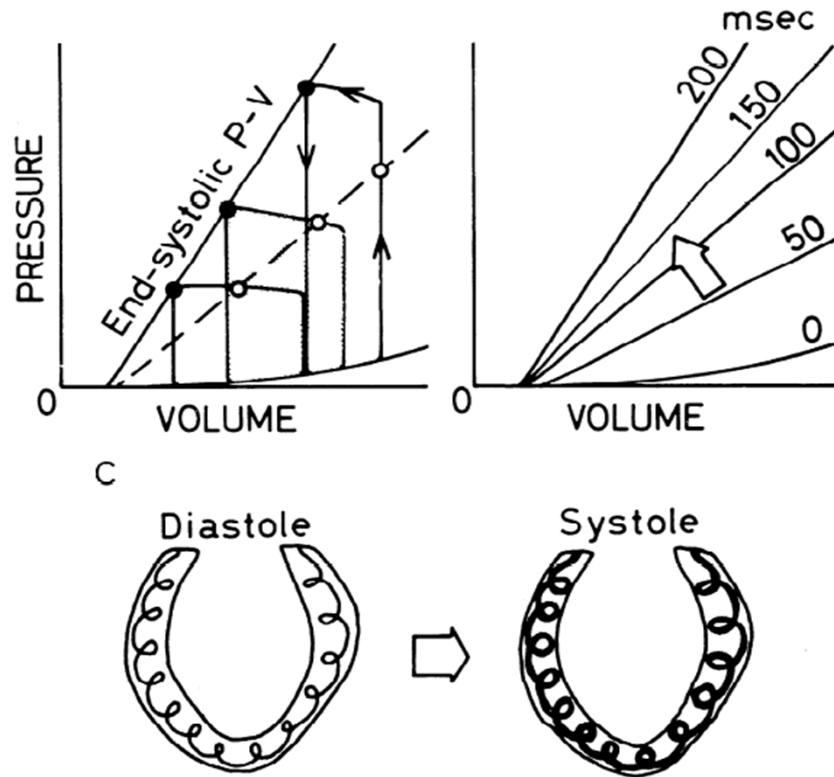 PRESSURE
End-systolic P-V
0
VOLUME
msec
200
150
100
50
0
0
VOLUME
C
Diastole
Systole